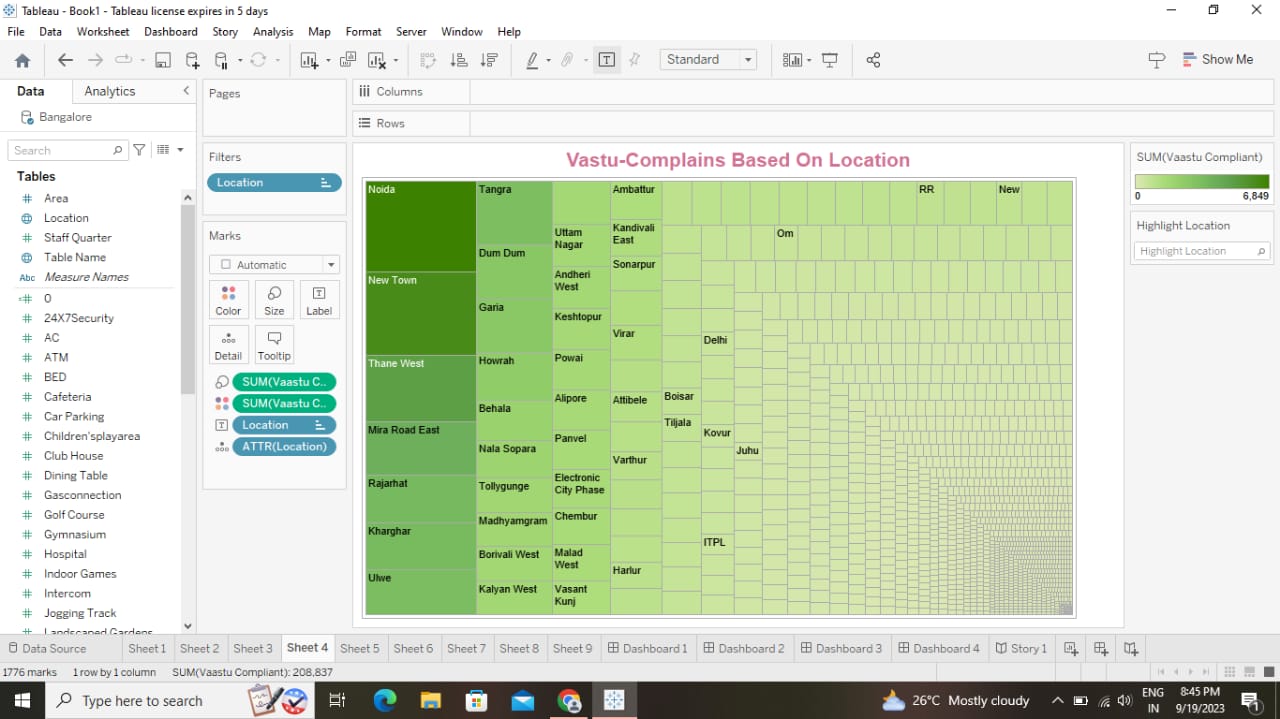 Tableau - Book1 - Tableau license expires in 5 days
File Data Worksheet Dashboard Story Analysis Map Format Server Window Help
Standard
Show Me
Data Analytics
Bangalore
Search
Tables
Area
Location
Staff Quarter
Table Name
Abc Measure Names
0
24X7Security
AC
ATM
BED
Cafeteria
Car Parking
Children'splayarea
Club House
Dining Table
Gasconnection
Golf Course
Gymnasium
Hospital
Indoor Games
Intercom
Jogging Track
Landscaped Gardens
Pages
Filters
Location
Marks
Automatic
Color Size Label
Detail Tooltip
SUM(Vaastu C..
SUM(Vaastu C..
Location
ATTR(Location)
Columns
Rows
Vastu-Complains Based On Location
Noida
New Town
Thane West
Mira Road East
Rajarhat
Kharghar
Ulwe
Tangra
Dum Dum
Garia
Howrah
Behala
Nala Sopara
Tollygunge
Madhyamgram
Borivali West
Kalyan West
Uttam
Nagar
Andheri
West
Keshtopur
Powai
Alipore
Panvel
Electronic
City Phase
Chembur
Malad
West
Vasant
Kunj
Ambattur
Kandivali
East
Sonarpur
Virar
Attibele
Varthur
Harlur
Boisar
Tiljala
Delhi
Kovur
ITPL
Juhu
Om
RR
New
SUM(Vaastu Compliant)
0 6,849
Highlight Location
Highlight Location
Data Source Sheet 1 Sheet 2 Sheet 3 Sheet 4 Sheet 5 Sheet 6 Sheet 7 Sheet 8 Sheet 9 Dashboard 1 Dashboard 2 Dashboard 3 Dashboard 4 Story 1
1776 marks 1 row by 1 column SUM(Vaastu Compliant): 208,837
Type here to search
26°C Mostly cloudy
ENG
IN
8:45 PM
9/19/2023
1